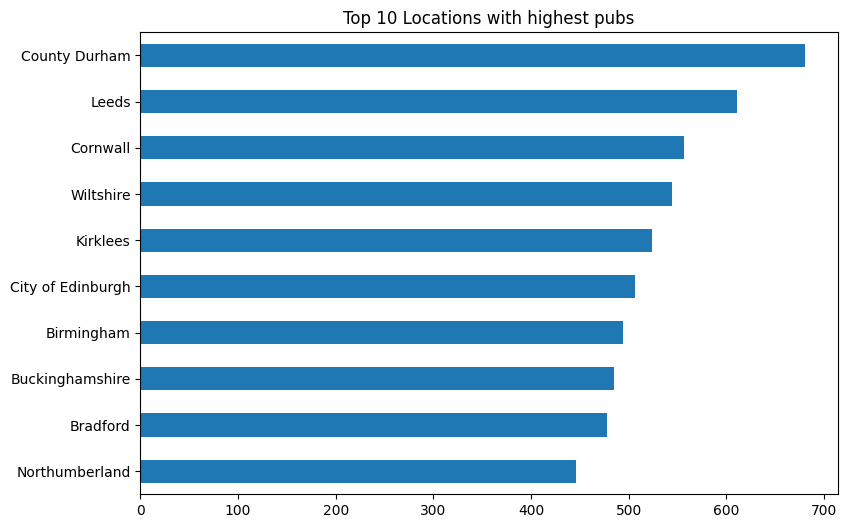 Top 10 Locations with highest pubs
County Durham
Leeds
Cornwall
Wiltshire
Kirklees
City of Edinburgh
Birmingham
Buckinghamshire
Bradford
Northumberland
0 100 200 300 400 500 600 700